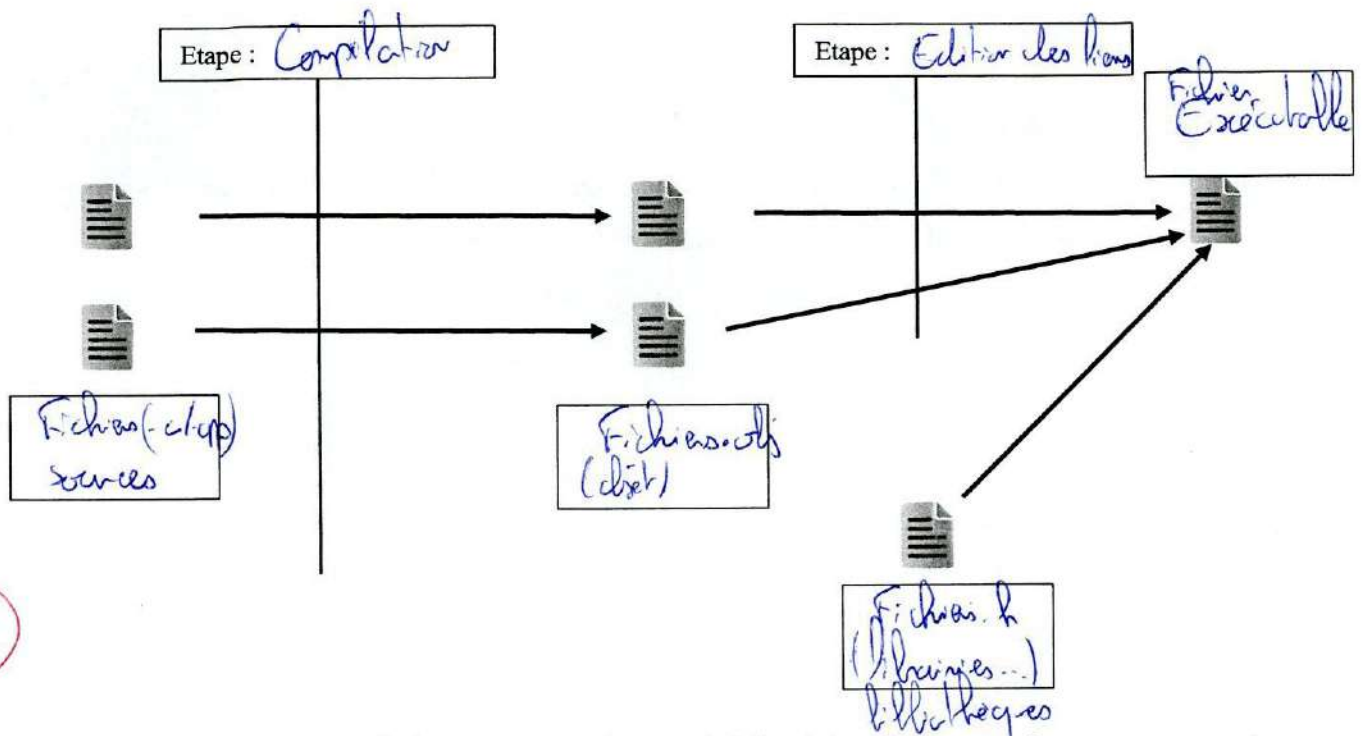 Etape : Compilation
Etape : Edition des liens
Fichier
Exécutable
Fichiers (.c/.cpp)
sources
Fichiers.obj
(objet)
Fichiers.h
(librairies...)
bibliothèques